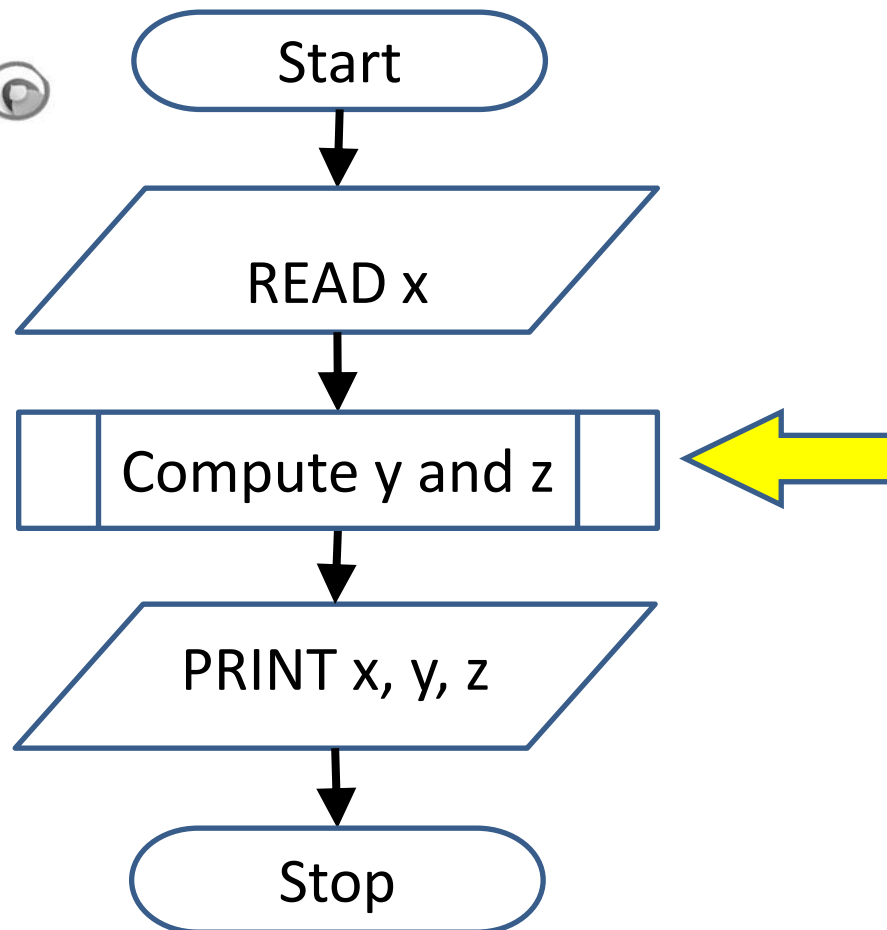 Start
READ x
Compute y and z
PRINT x, y, z
Stop